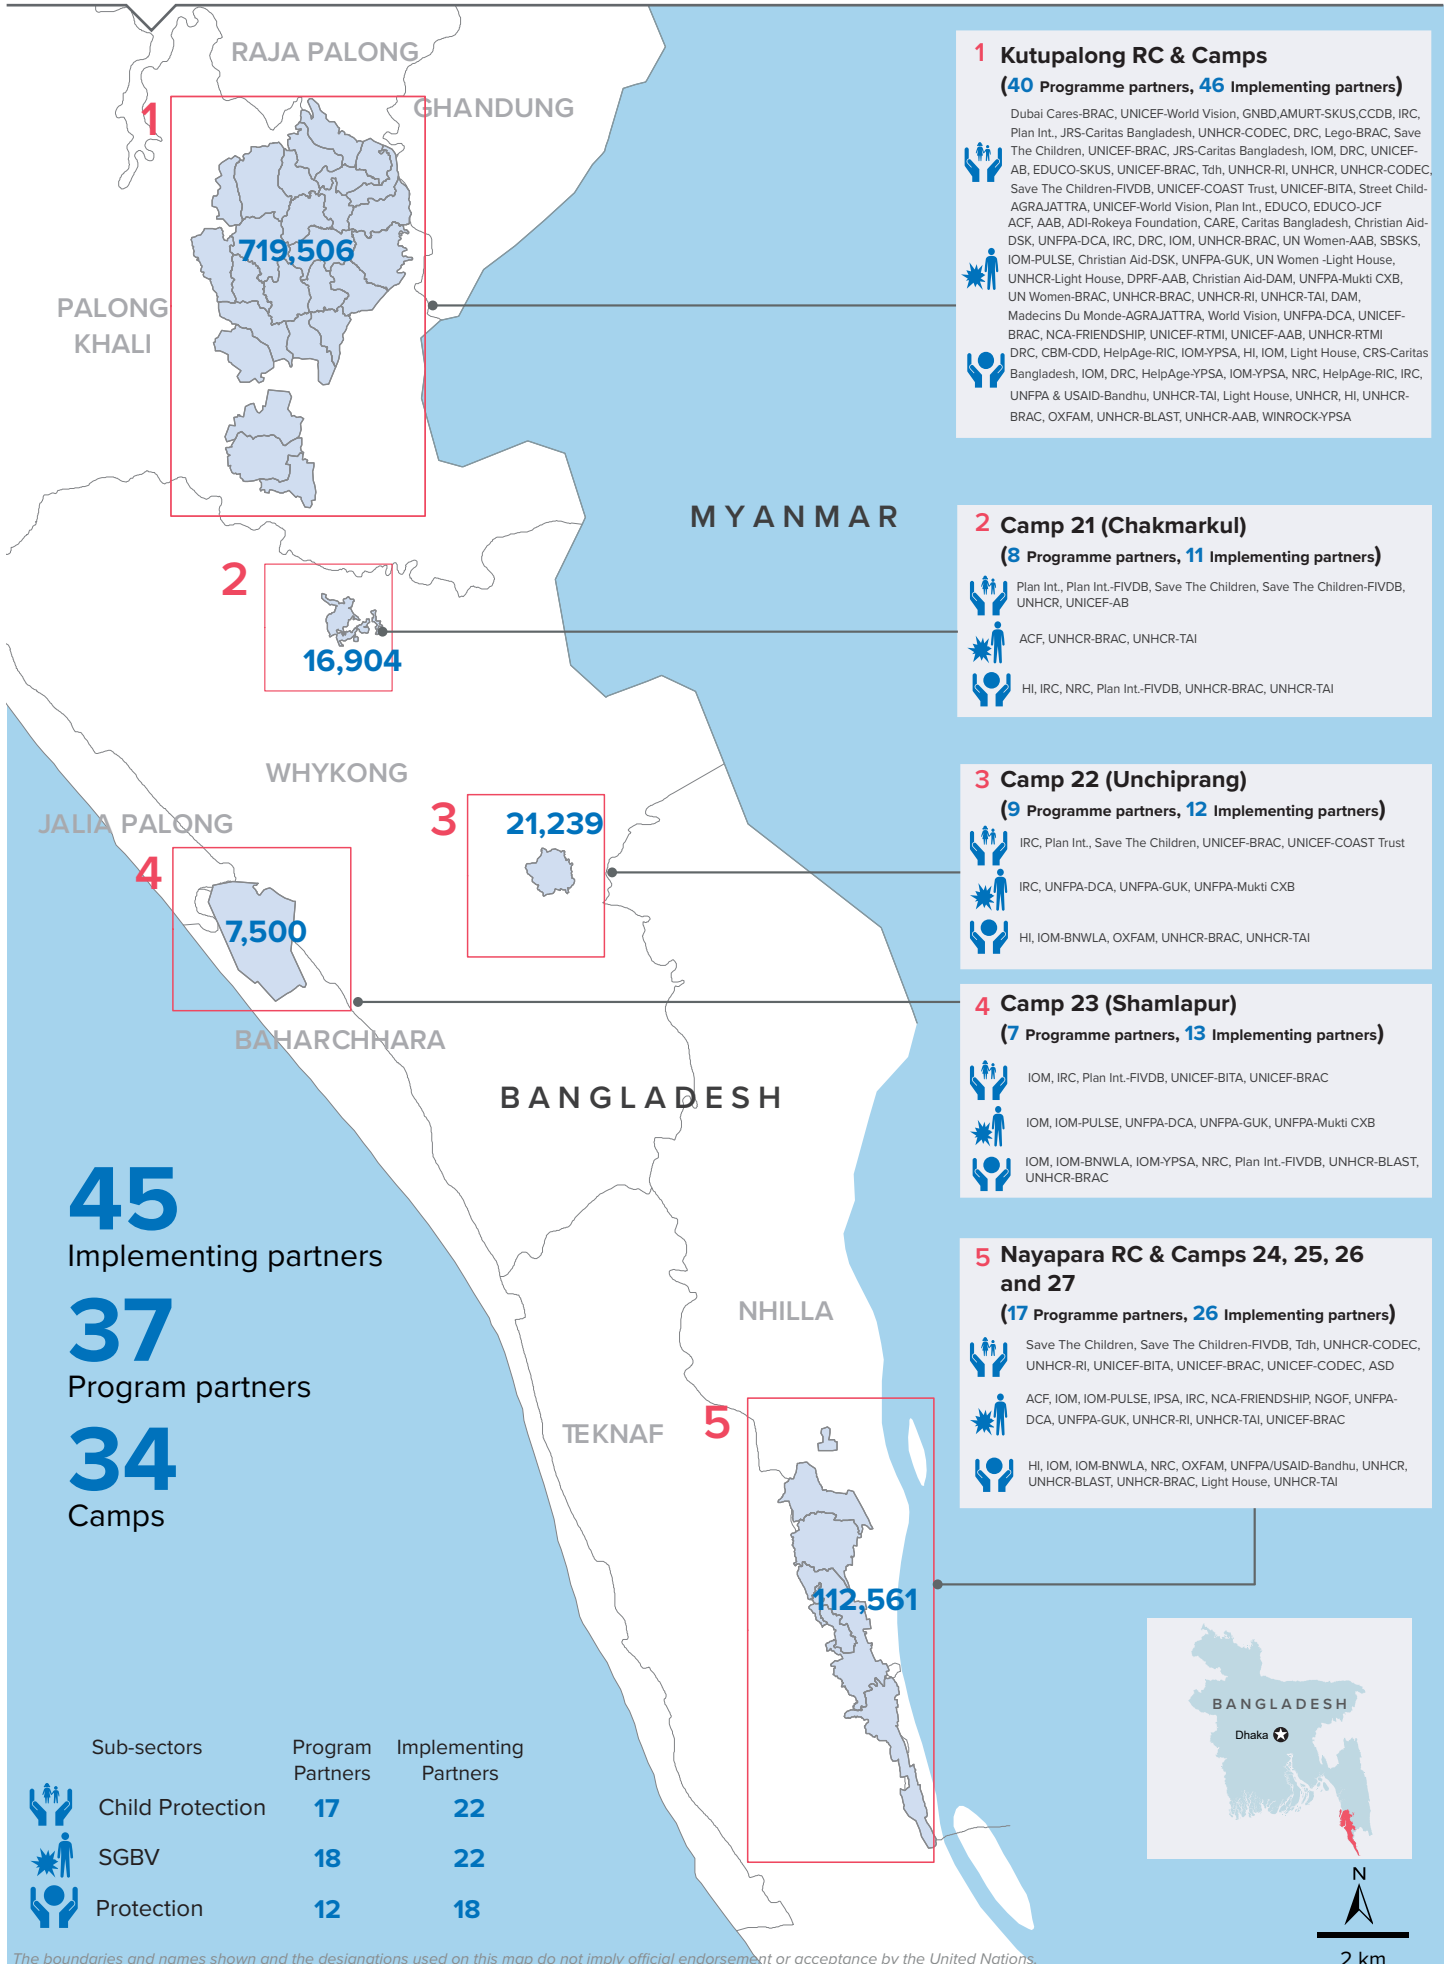 RAJA PALONG
GHANDUNG
1
719,506
PALONG
KHALI
MYANMAR
2
16,904
WHYKONG
JALIA PALONG
3
21,239
4
7,500
BAHARCHHARA
BANGLADESH
NHILLA
TEKNAF
5
112,561
1 Kutupalong RC & Camps
(40 Programme partners, 46 Implementing partners)
Dubai Cares-BRAC, UNICEF-World Vision, GNBD,AMURT-SKUS,CCDB, IRC,
Plan Int., JRS-Caritas Bangladesh, UNHCR-CODEC, DRC, Lego-BRAC, Save
The Children, UNICEF-BRAC, JRS-Caritas Bangladesh, IOM, DRC, UNICEF-
AB, EDUCO-SKUS, UNICEF-BRAC, Tdh, UNHCR-RI, UNHCR, UNHCR-CODEC,
Save The Children-FIVDB, UNICEF-COAST Trust, UNICEF-BITA, Street Child-
AGRAJATTRA, UNICEF-World Vision, Plan Int., EDUCO, EDUCO-JCF
ACF, AAB, ADI-Rokeya Foundation, CARE, Caritas Bangladesh, Christian Aid-
DSK, UNFPA-DCA, IRC, DRC, IOM, UNHCR-BRAC, UN Women-AAB, SBSKS,
IOM-PULSE, Christian Aid-DSK, UNFPA-GUK, UN Women -Light House,
UNHCR-Light House, DPRF-AAB, Christian Aid-DAM, UNFPA-Mukti CXB,
UN Women-BRAC, UNHCR-BRAC, UNHCR-RI, UNHCR-TAI, DAM,
Madecins Du Monde-AGRAJATTRA, World Vision, UNFPA-DCA, UNICEF-
BRAC, NCA-FRIENDSHIP, UNICEF-RTMI, UNICEF-AAB, UNHCR-RTMI
DRC, CBM-CDD, HelpAge-RIC, IOM-YPSA, HI, IOM, Light House, CRS-Caritas
Bangladesh, IOM, DRC, HelpAge-YPSA, IOM-YPSA, NRC, HelpAge-RIC, IRC,
UNFPA & USAID-Bandhu, UNHCR-TAI, Light House, UNHCR, HI, UNHCR-
BRAC, OXFAM, UNHCR-BLAST, UNHCR-AAB, WINROCK-YPSA
2 Camp 21 (Chakmarkul)
(8 Programme partners, 11 Implementing partners)
Plan Int., Plan Int.-FIVDB, Save The Children, Save The Children-FIVDB,
UNHCR, UNICEF-AB
ACF, UNHCR-BRAC, UNHCR-TAI
HI, IRC, NRC, Plan Int.-FIVDB, UNHCR-BRAC, UNHCR-TAI
3 Camp 22 (Unchiprang)
(9 Programme partners, 12 Implementing partners)
IRC, Plan Int., Save The Children, UNICEF-BRAC, UNICEF-COAST Trust
IRC, UNFPA-DCA, UNFPA-GUK, UNFPA-Mukti CXB
HI, IOM-BNWLA, OXFAM, UNHCR-BRAC, UNHCR-TAI
4 Camp 23 (Shamlapur)
(7 Programme partners, 13 Implementing partners)
IOM, IRC, Plan Int.-FIVDB, UNICEF-BITA, UNICEF-BRAC
IOM, IOM-PULSE, UNFPA-DCA, UNFPA-GUK, UNFPA-Mukti CXB
IOM, IOM-BNWLA, IOM-YPSA, NRC, Plan Int.-FIVDB, UNHCR-BLAST,
UNHCR-BRAC
5 Nayapara RC & Camps 24, 25, 26
and 27
(17 Programme partners, 26 Implementing partners)
Save The Children, Save The Children-FIVDB, Tdh, UNHCR-CODEC,
UNHCR-RI, UNICEF-BITA, UNICEF-BRAC, UNICEF-CODEC, ASD
ACF, IOM, IOM-PULSE, IPSA, IRC, NCA-FRIENDSHIP, NGOF, UNFPA-
DCA, UNFPA-GUK, UNHCR-RI, UNHCR-TAI, UNICEF-BRAC
HI, IOM, IOM-BNWLA, NRC, OXFAM, UNFPA/USAID-Bandhu, UNHCR,
UNHCR-BLAST, UNHCR-BRAC, Light House, UNHCR-TAI
45
Implementing partners
37
Program partners
34
Camps
Sub-sectors Program Implementing
Partners Partners
Child Protection 17 22
SGBV 18 22
Protection 12 18
BANGLADESH
Dhaka
N
2 km
The boundaries and names shown and the designations used on this map do not imply official endorsement or acceptance by the United Nations.